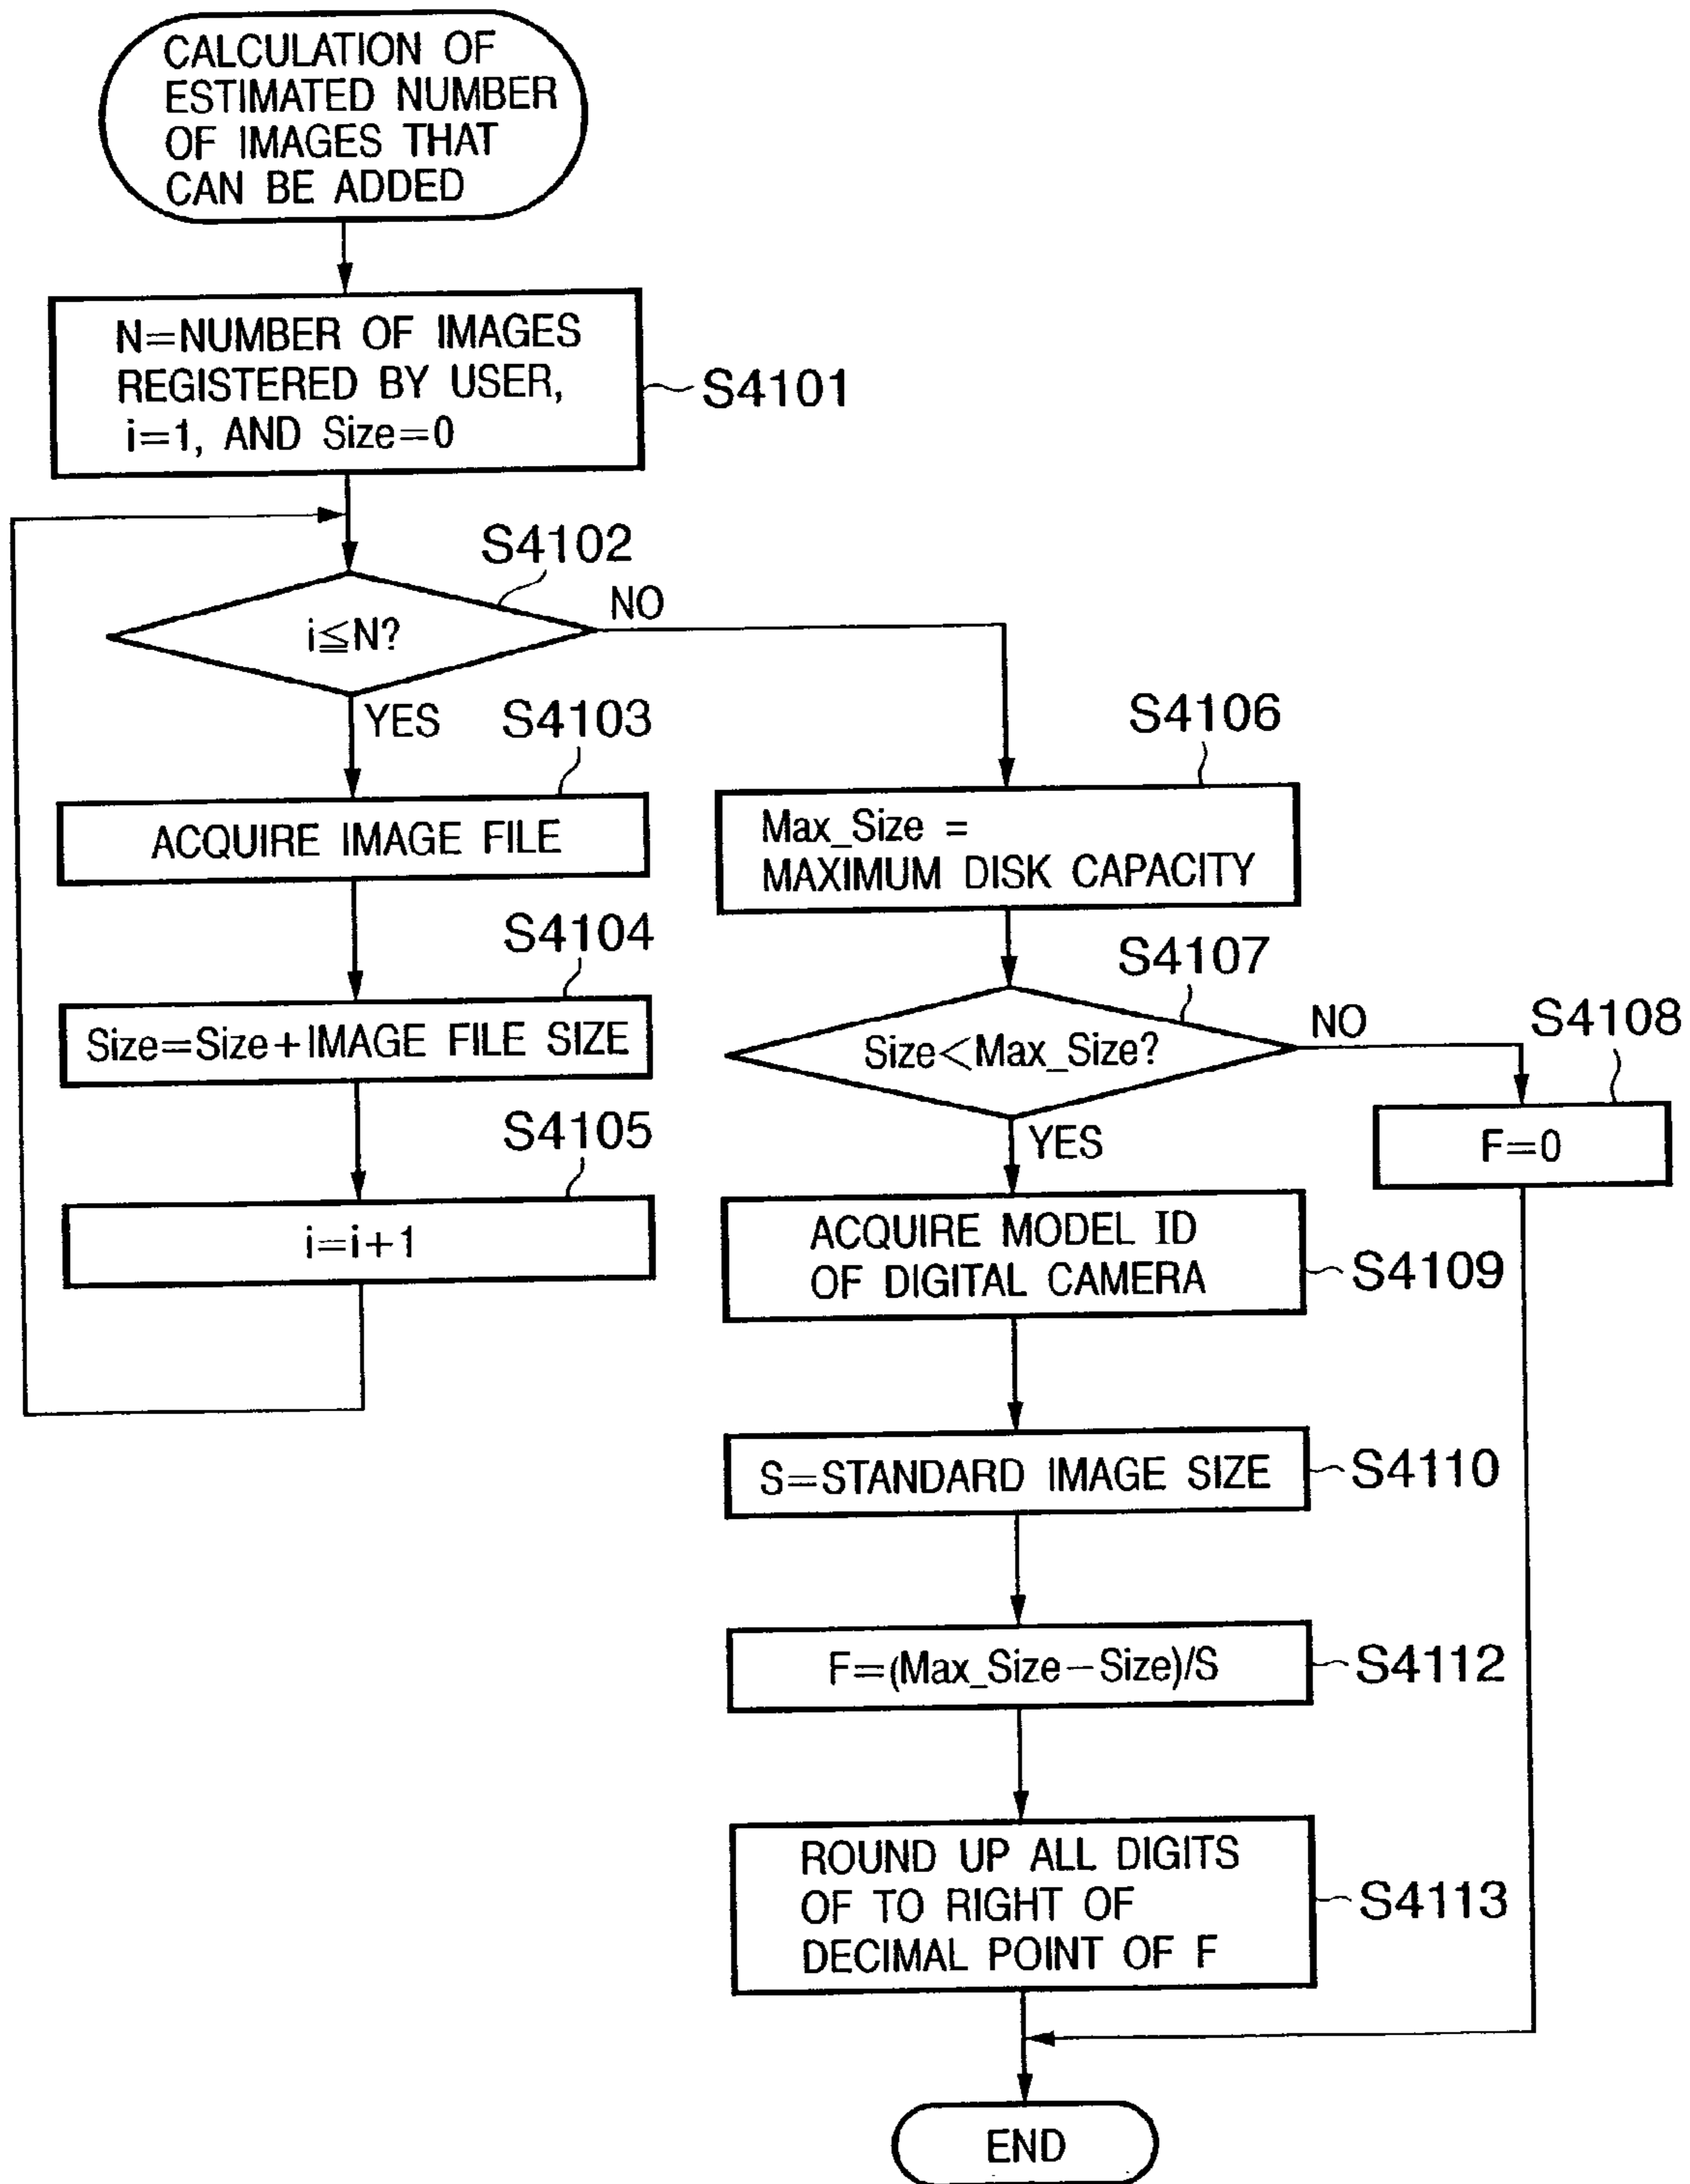 CALCULATION OF
ESTIMATED NUMBER
OF IMAGES THAT
CAN BE ADDED
N=NUMBER OF IMAGES
REGISTERED BY USER,
i=1, AND Size=0
S4101
S4102
i≦N?
NO
YES
S4103
ACQUIRE IMAGE FILE
S4104
Size=Size+IMAGE FILE SIZE
S4105
i=i+1
S4106
Max_Size =
MAXIMUM DISK CAPACITY
S4107
Size<Max_Size?
NO
S4108
F=0
YES
ACQUIRE MODEL ID
OF DIGITAL CAMERA
S4109
S=STANDARD IMAGE SIZE
S4110
F=(Max_Size−Size)/S
S4112
ROUND UP ALL DIGITS
OF TO RIGHT OF
DECIMAL POINT OF F
S4113
END